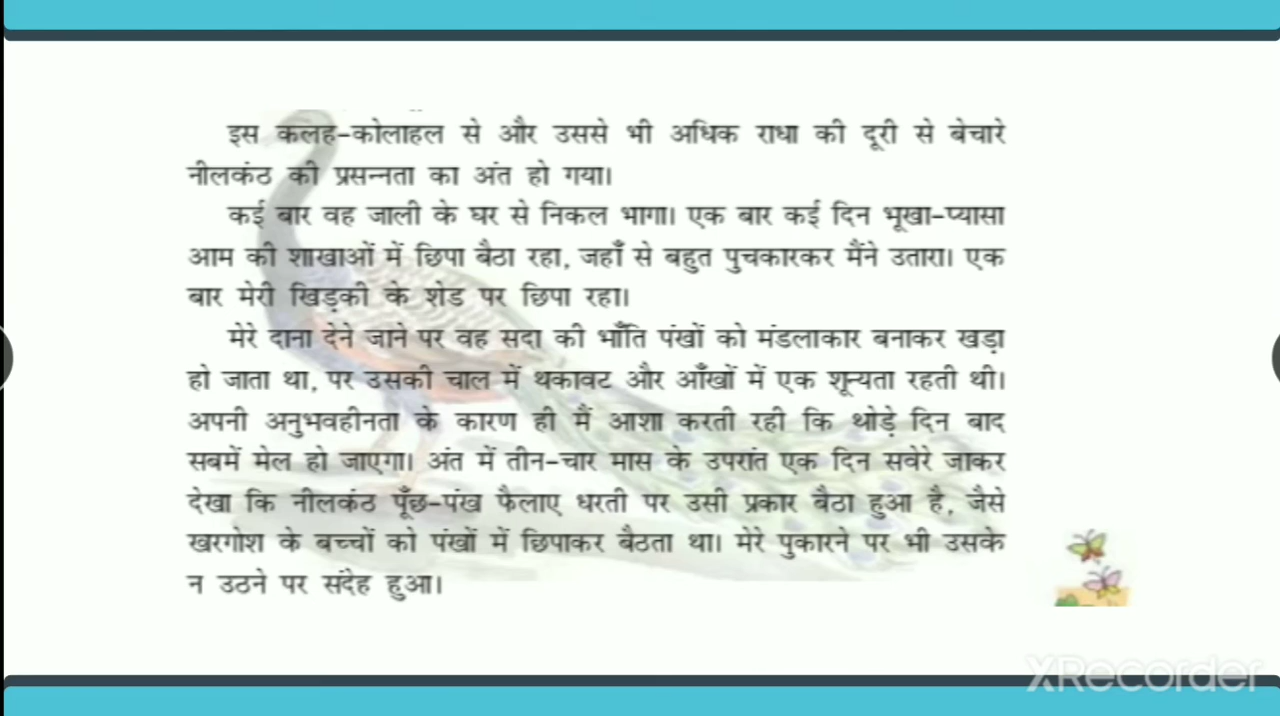 इस कलह-कोलाहल से और उससे भी अधिक राधा की दूरी से बेचारे
नीलकंठ की प्रसन्नता का अंत हो गया।
कई बार वह जाली के घर से निकल भागा। एक बार कई दिन भूखा-प्यासा
आम की शाखाओं में छिपा बैठा रहा, जहाँ से बहुत पुचकारकर मैंने उतारा। एक
बार मेरी खिड़की के शेड पर छिपा रहा।
मेरे दाना देने जाने पर वह सदा की भाँति पंखों को मंडलाकार बनाकर खड़ा
हो जाता था, पर उसकी चाल में थकावट और आँखों में एक शून्यता रहती थी।
अपनी अनुभवहीनता के कारण ही मैं आशा करती रही कि थोड़े दिन बाद
सबमें मेल हो जाएगा। अंत में तीन-चार मास के उपरांत एक दिन सवेरे जाकर
देखा कि नीलकंठ पूँछ-पंख फैलाए धरती पर उसी प्रकार बैठा हुआ है, जैसे
खरगोश के बच्चों को पंखों में छिपाकर बैठता था। मेरे पुकारने पर भी उसके
न उठने पर संदेह हुआ।
XRecorder